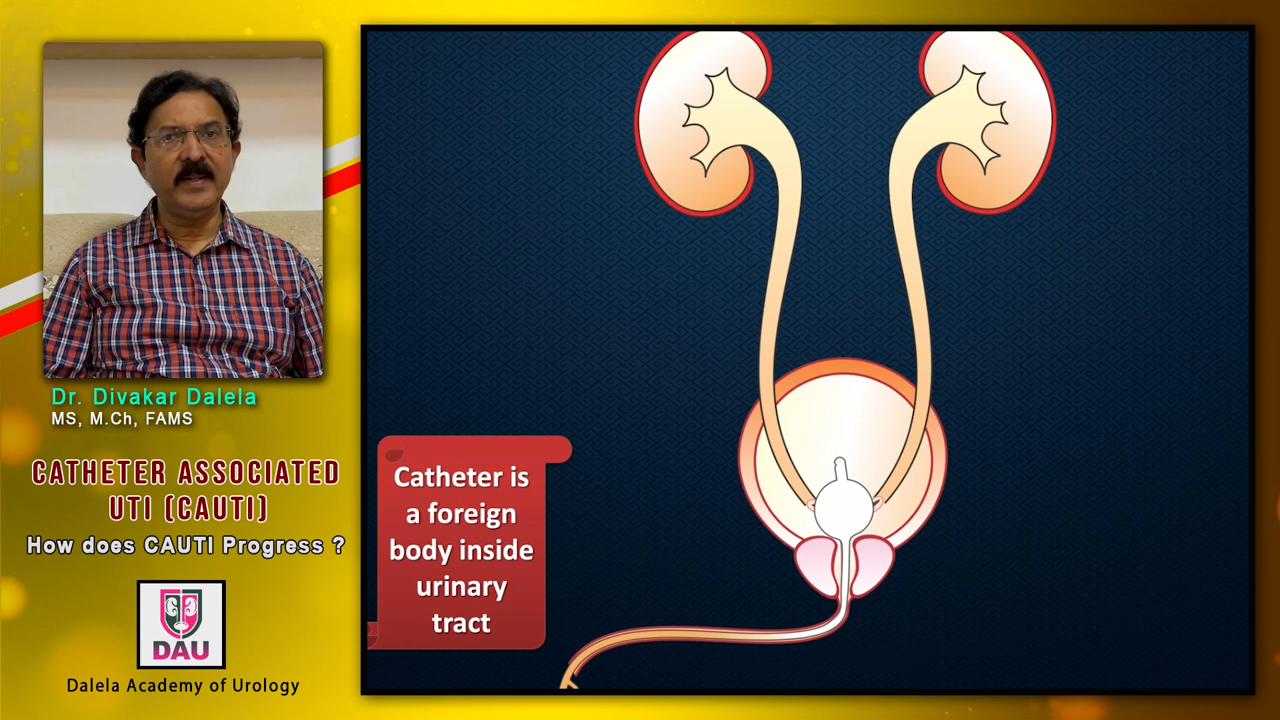 Dr. Divakar Dalela
MS, M.Ch, FAMS
CATHETER ASSOCIATED
UTI (CAUTI)
How does CAUTI Progress ?
DAU
Dalela Academy of Urology
Catheter is
a foreign
body inside
urinary
tract